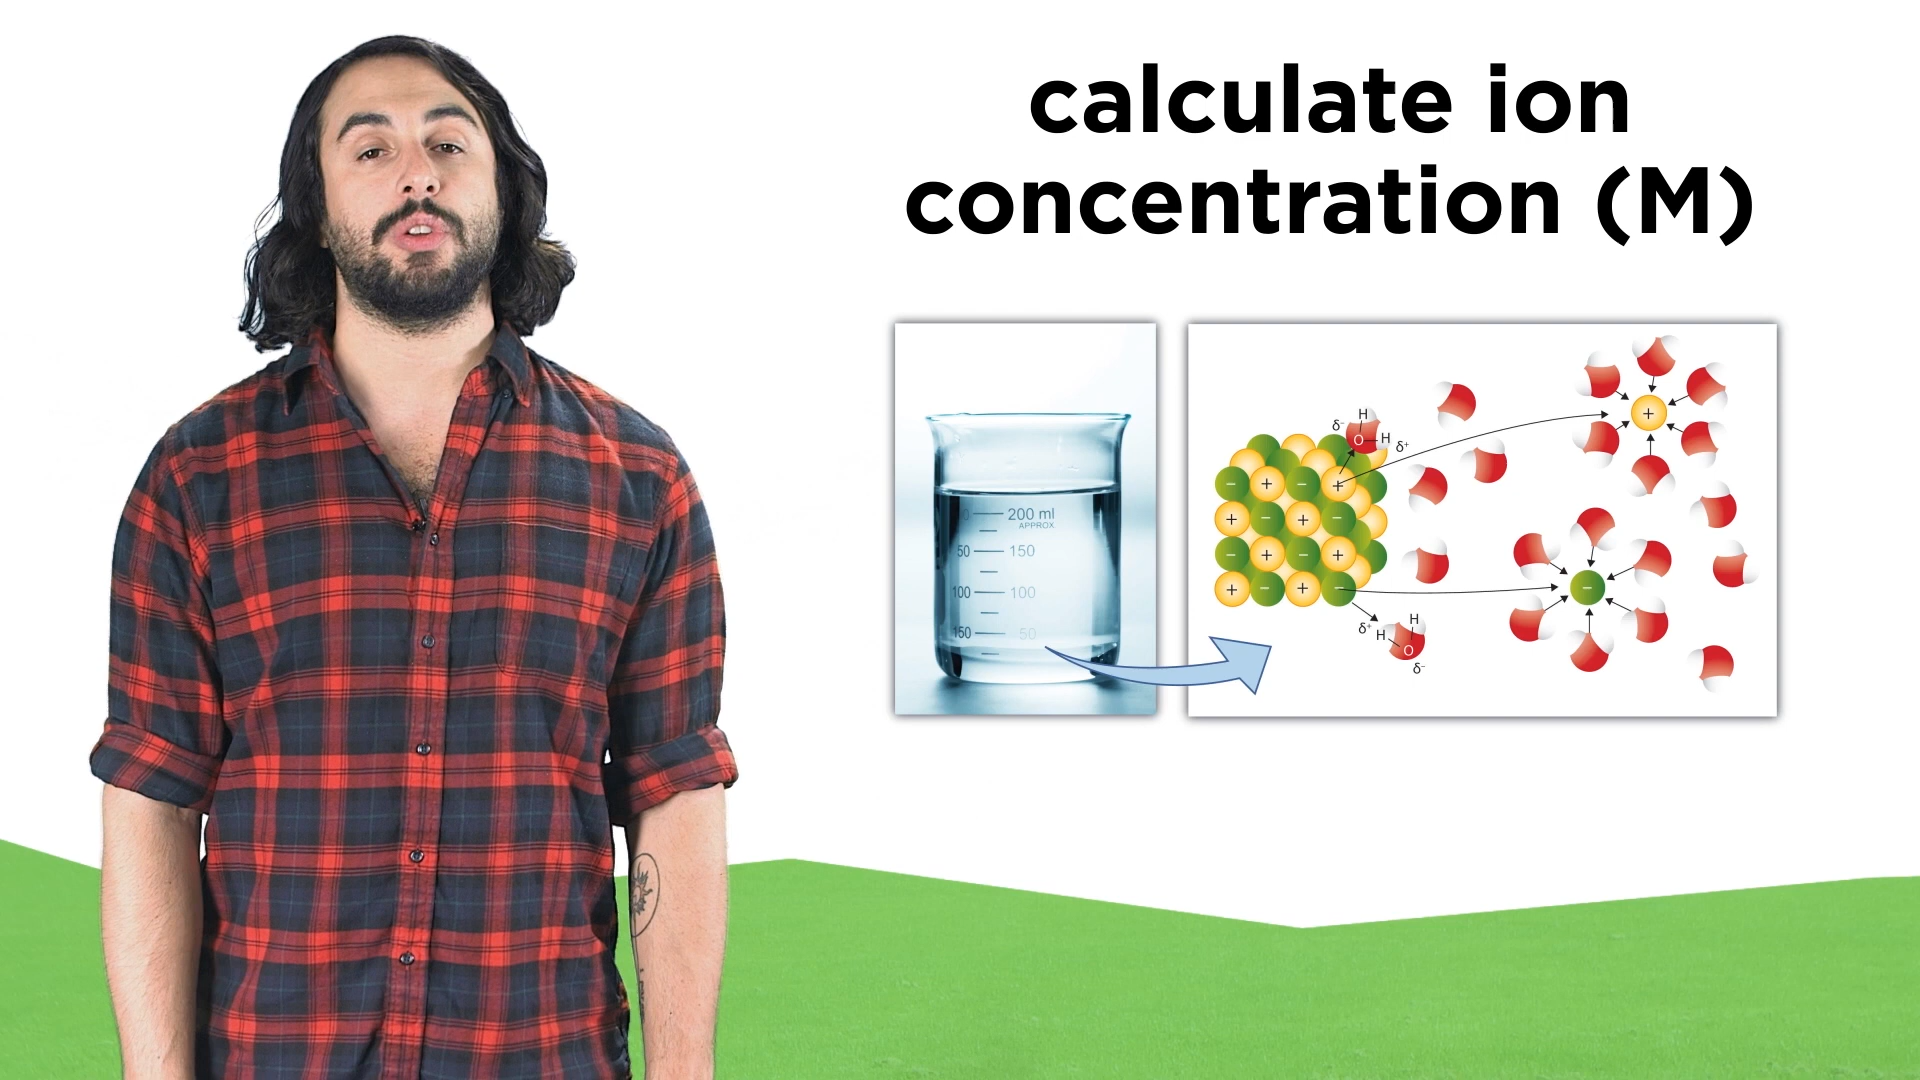 calculate ion
concentration (M)
200 ml
APPROX
50 150
100 100
150 50
H
δ⁻
O H δ⁺
+
− + − +
+ − + −
− + − +
+ − + −
−
H
δ⁺ H
O
δ⁻